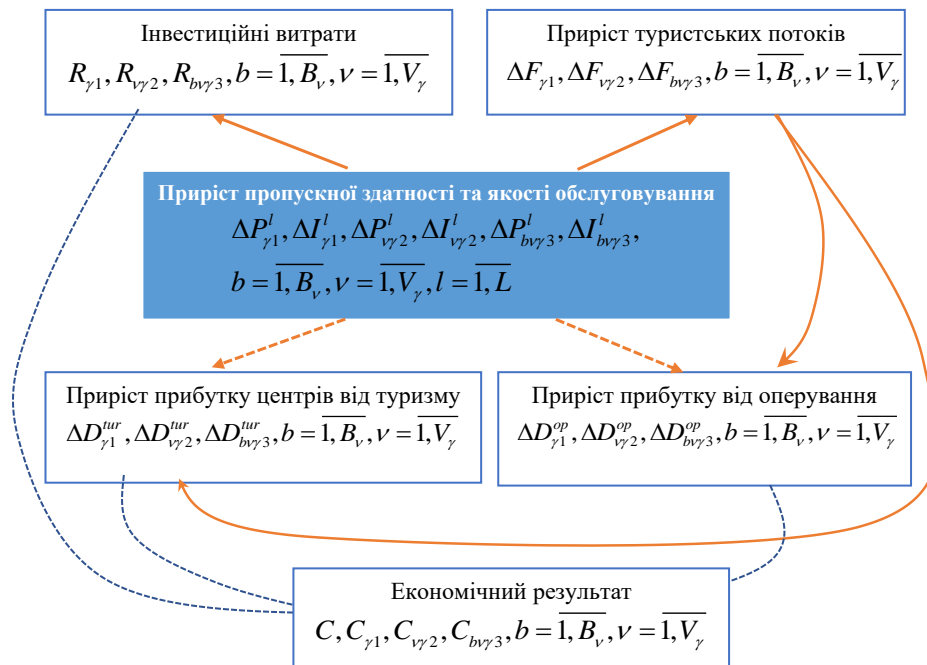 Інвестиційні витрати
R_{γ1}, R_{νγ2}, R_{bνγ3}, b = \overline{1, B_ν}, ν = \overline{1, V_γ}
Приріст туристських потоків
ΔF_{γ1}, ΔF_{νγ2}, ΔF_{bνγ3}, b = \overline{1, B_ν}, ν = \overline{1, V_γ}
Приріст пропускної здатності та якості обслуговування
ΔP^l_{γ1}, ΔI^l_{γ1}, ΔP^l_{νγ2}, ΔI^l_{νγ2}, ΔP^l_{bνγ3}, ΔI^l_{bνγ3},
b = \overline{1, B_ν}, ν = \overline{1, V_γ}, l = \overline{1, L}
Приріст прибутку центрів від туризму
ΔD^{tur}_{γ1}, ΔD^{tur}_{νγ2}, ΔD^{tur}_{bνγ3}, b = \overline{1, B_ν}, ν = \overline{1, V_γ}
Приріст прибутку від оперування
ΔD^{op}_{γ1}, ΔD^{op}_{νγ2}, ΔD^{op}_{bνγ3}, b = \overline{1, B_ν}, ν = \overline{1, V_γ}
Економічний результат
C, C_{γ1}, C_{νγ2}, C_{bνγ3}, b = \overline{1, B_ν}, ν = \overline{1, V_γ}